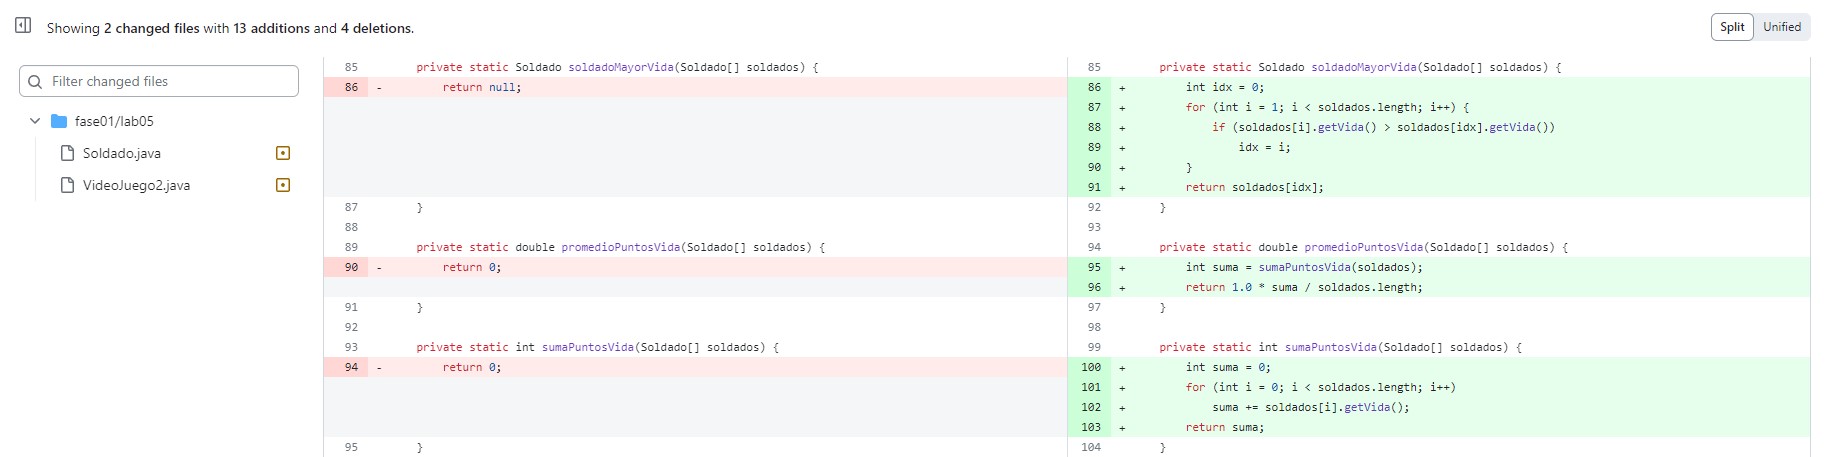 Showing 2 changed files with 13 additions and 4 deletions.
Split Unified
Filter changed files
fase01/lab05
Soldado.java
VideoJuego2.java
85 private static Soldado soldadoMayorVida(Soldado[] soldados) {
86 - return null;
87 }
88
89 private static double promedioPuntosVida(Soldado[] soldados) {
90 - return 0;
91 }
92
93 private static int sumaPuntosVida(Soldado[] soldados) {
94 - return 0;
95 }
85 private static Soldado soldadoMayorVida(Soldado[] soldados) {
86 + int idx = 0;
87 + for (int i = 1; i < soldados.length; i++) {
88 + if (soldados[i].getVida() > soldados[idx].getVida())
89 + idx = i;
90 + }
91 + return soldados[idx];
92 }
93
94 private static double promedioPuntosVida(Soldado[] soldados) {
95 + int suma = sumaPuntosVida(soldados);
96 + return 1.0 * suma / soldados.length;
97 }
98
99 private static int sumaPuntosVida(Soldado[] soldados) {
100 + int suma = 0;
101 + for (int i = 0; i < soldados.length; i++)
102 + suma += soldados[i].getVida();
103 + return suma;
104 }